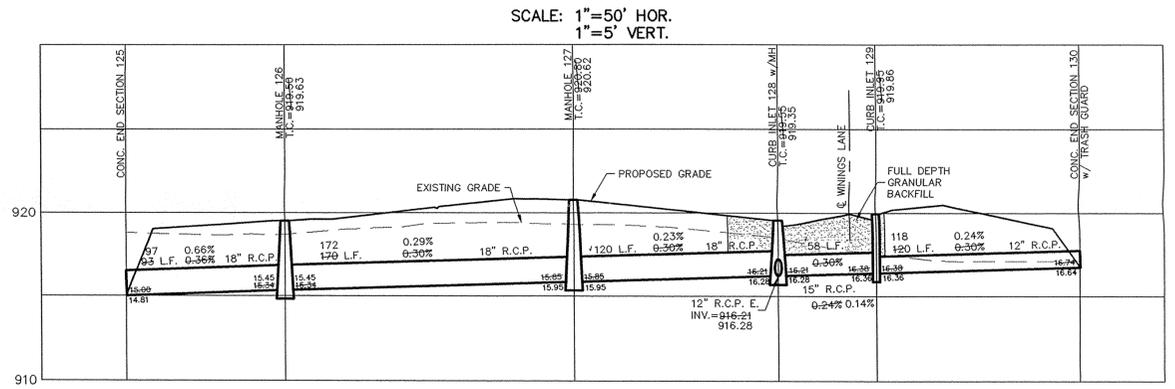 SCALE: 1"=50' HOR.
1"=5' VERT.
CONC. END SECTION 125
MANHOLE 126
T.C.=919.50
919.63
MANHOLE 127
T.C.=920.80
920.62
CURB INLET 128 w/MH
T.C.=919.55
919.35
℄ WININGS LANE
CURB INLET 129
T.C.=919.95
919.86
CONC. END SECTION 130
w/ TRASH GUARD
EXISTING GRADE
PROPOSED GRADE
FULL DEPTH
GRANULAR
BACKFILL
920
97
93 L.F.
0.66%
0.36%
18" R.C.P.
172
170 L.F.
0.29%
0.30%
18" R.C.P.
120 L.F.
0.23%
0.30%
18" R.C.P.
58 L.F.
0.30%
118
120 L.F.
0.24%
0.30%
12" R.C.P.
15.00
14.81
15.45
15.34
15.45
15.34
15.85
15.95
15.85
15.95
16.21
16.28
16.21
16.28
16.38
16.36
16.38
16.36
16.74
16.64
15" R.C.P.
0.24% 0.14%
12" R.C.P. E.
INV.=916.21
916.28
910